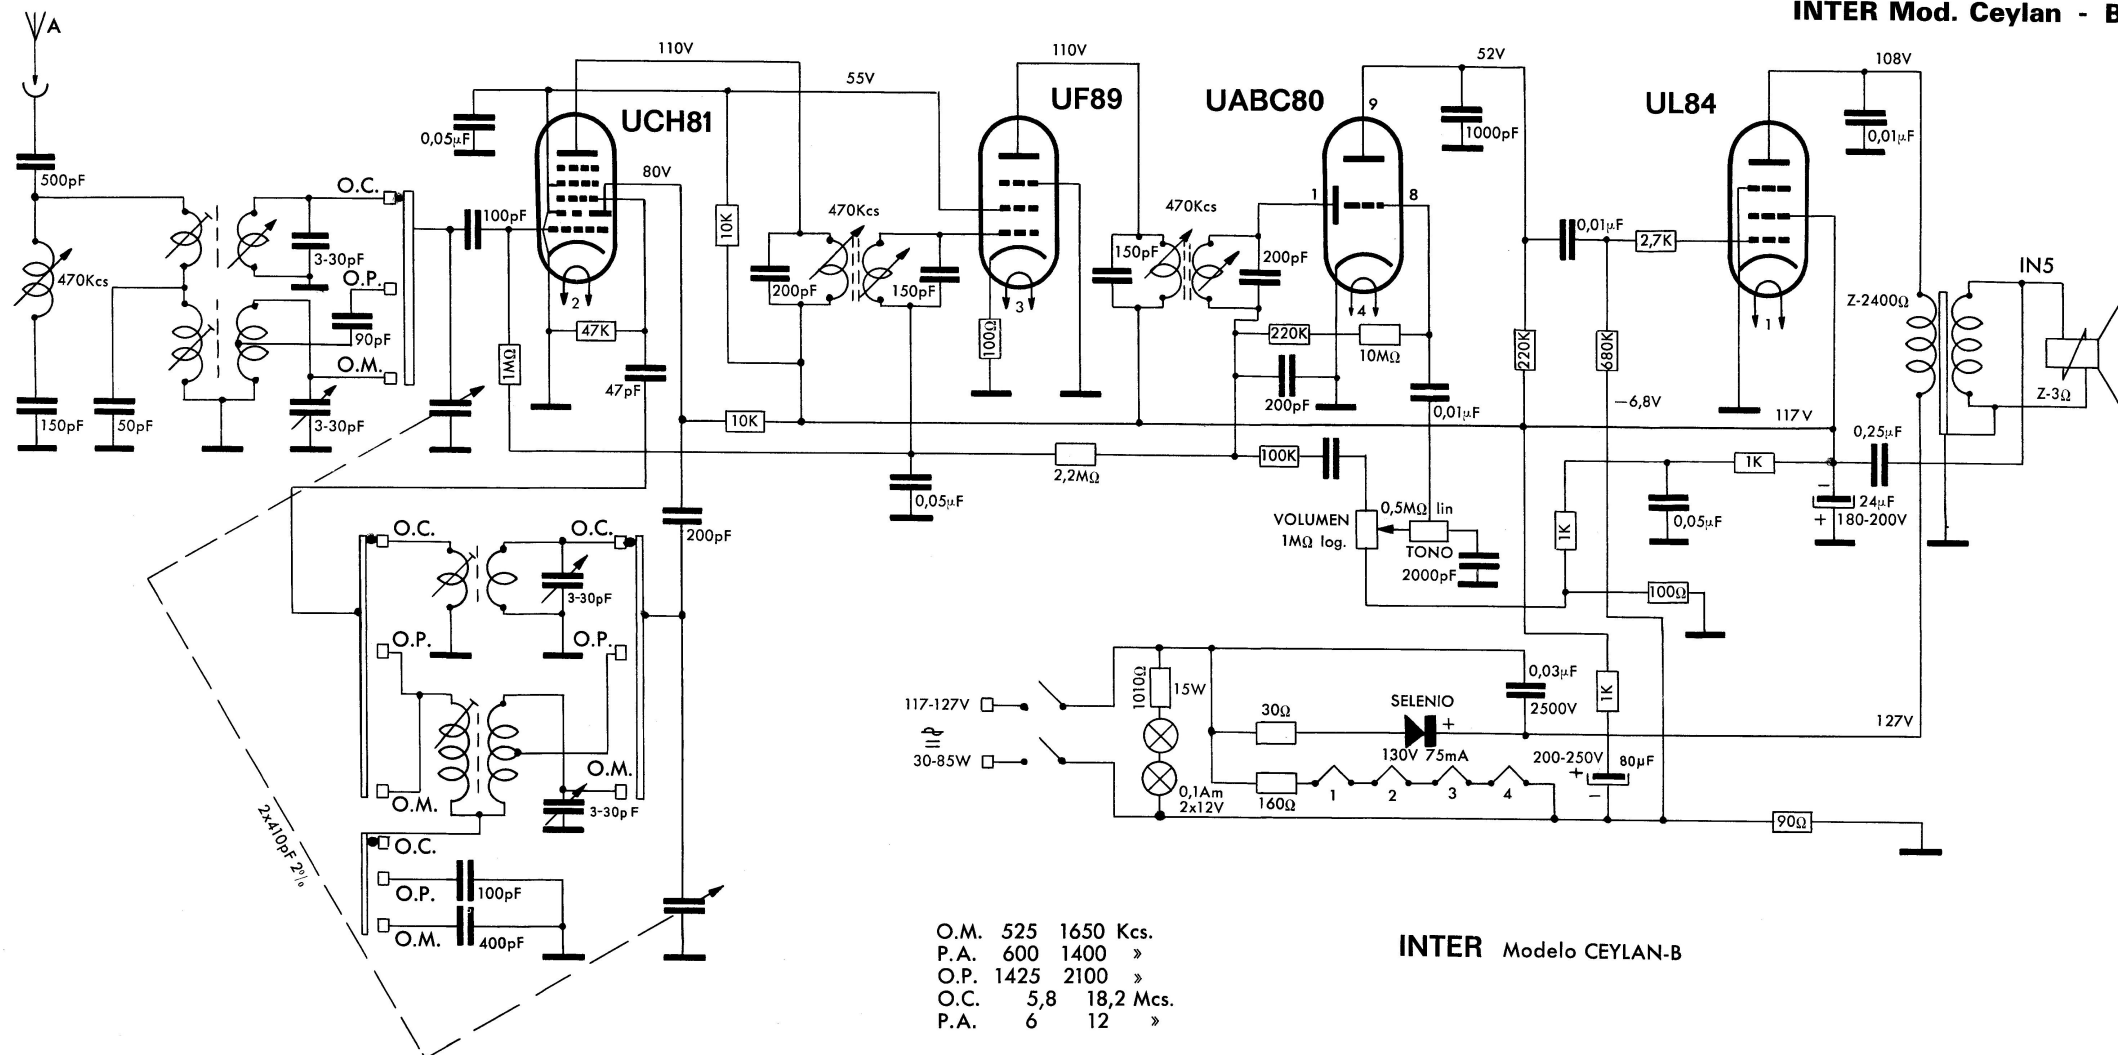 INTER Mod. Ceylan - B
A
500pF
470Kcs
150pF
50pF
O.C.
3-30pF
O.P.
90pF
O.M.
3-30pF
0,05µF
100pF
1MΩ
110V
UCH81
80V
2
47K
47pF
55V
10K
10K
470Kcs
200pF
150pF
0,05µF
110V
UF89
3
100Ω
2,2MΩ
470Kcs
150pF
200pF
UABC80
9
1
8
4
220K
10MΩ
200pF
0,01µF
100K
52V
1000pF
VOLUMEN
1MΩ log.
0,5MΩ lin
TONO
2000pF
220K
0,01µF
2,7K
680K
—6,8V
UL84
1
108V
0,01µF
117V
0,25µF
1K
0,05µF
1K
100Ω
24µF
180-200V
—
+
Z-2400Ω
IN5
Z-3Ω
127V
200pF
O.C.
O.C.
3-30pF
O.P.
O.P.
O.M.
O.M.
3-30pF
O.C.
O.P.
100pF
O.M.
400pF
2x410pF 2%
117-127V
30-85W
1010Ω
15W
0,1Am
2x12V
30Ω
160Ω
SELENIO
+
130V 75mA
1
2
3
4
0,03µF
2500V
1K
200-250V
80µF
+
—
90Ω
O.M. 525 1650 Kcs.
P.A. 600 1400 »
O.P. 1425 2100 »
O.C. 5,8 18,2 Mcs.
P.A. 6 12 »
INTER Modelo CEYLAN-B